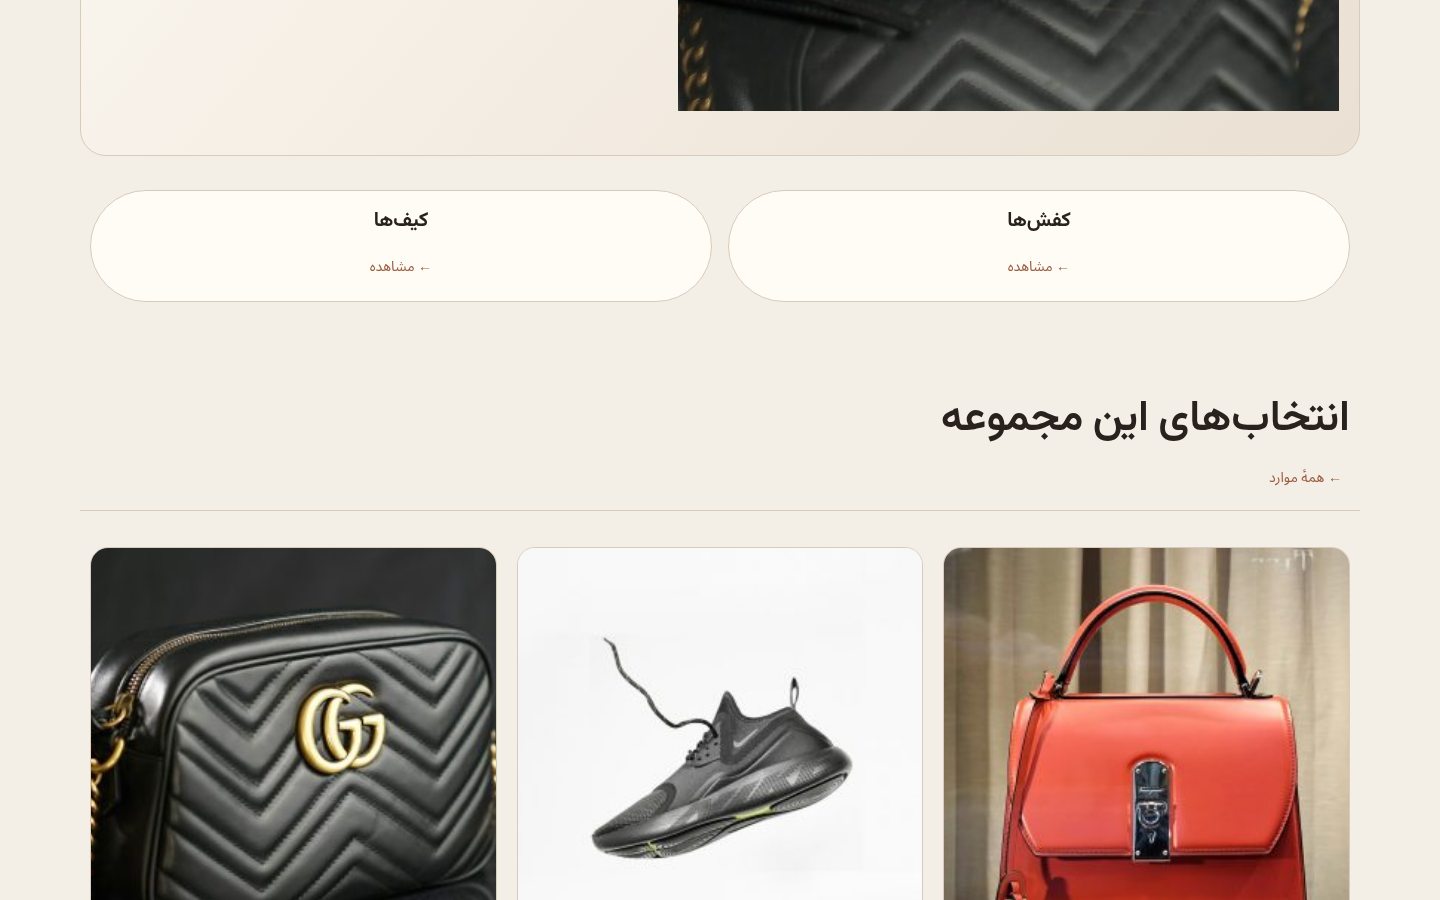 کفش‌ها
← مشاهده
کیف‌ها
← مشاهده
انتخاب‌های این مجموعه
← همهٔ موارد